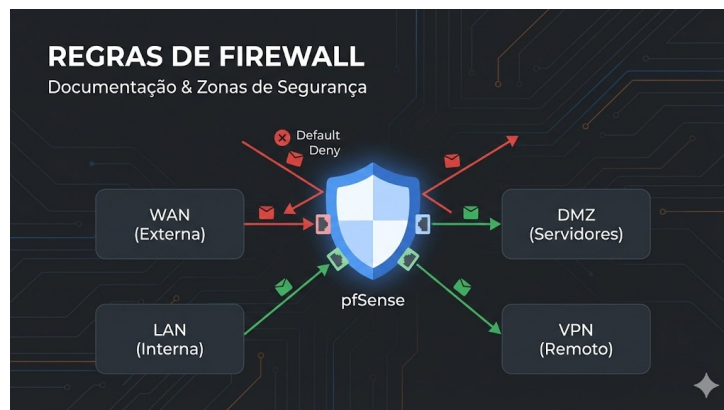 REGRAS DE FIREWALL
Documentação & Zonas de Segurança
Default
Deny
WAN
(Externa)
DMZ
(Servidores)
pfSense
LAN
(Interna)
VPN
(Remoto)